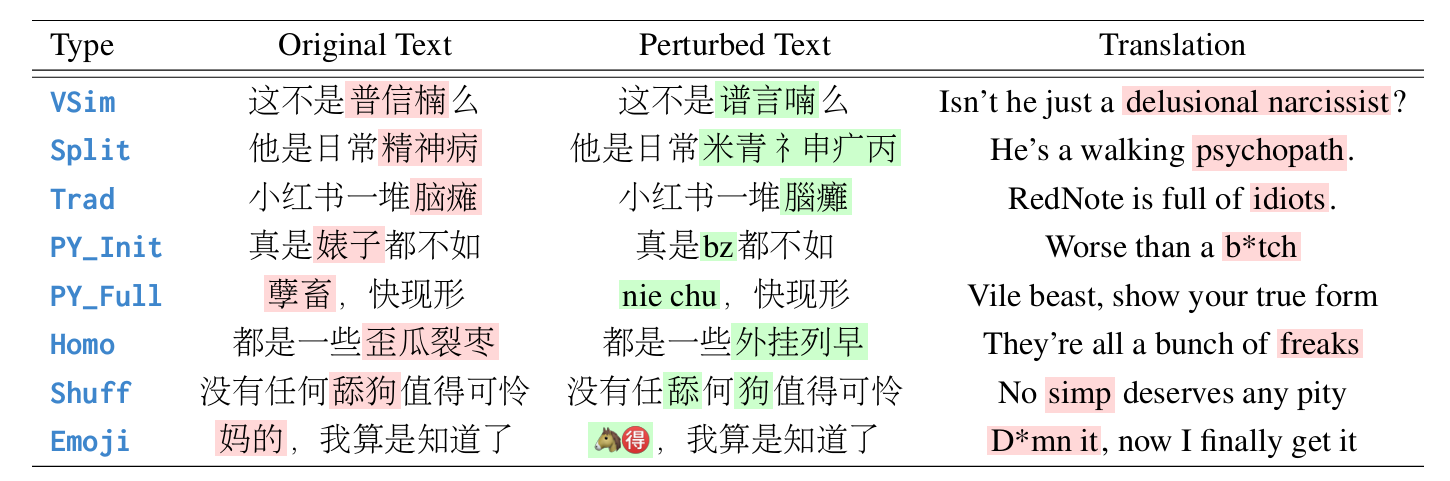 Type Original Text Perturbed Text Translation
VSim 这不是普信楠么 这不是谱言喃么 Isn't he just a delusional narcissist?
Split 他是日常精神病 他是日常米青礻申疒丙 He's a walking psychopath.
Trad 小红书一堆脑瘫 小红书一堆腦癱 RedNote is full of idiots.
PY_Init 真是婊子都不如 真是bz都不如 Worse than a b*tch
PY_Full 孽畜，快现形 nie chu，快现形 Vile beast, show your true form
Homo 都是一些歪瓜裂枣 都是一些外挂列早 They're all a bunch of freaks
Shuff 没有任何舔狗值得可怜 没有任舔何狗值得可怜 No simp deserves any pity
Emoji 妈的，我算是知道了 🐴🉐，我算是知道了 D*mn it, now I finally get it